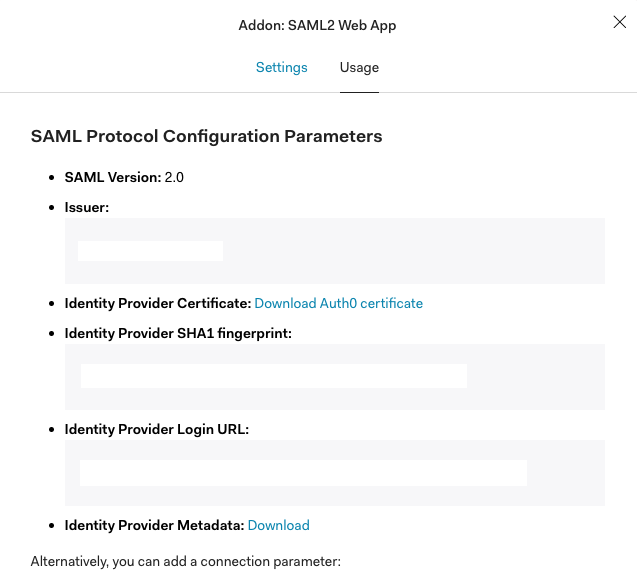 Addon: SAML2 Web App
Settings Usage
SAML Protocol Configuration Parameters
SAML Version: 2.0
Issuer:
Identity Provider Certificate: Download Auth0 certificate
Identity Provider SHA1 fingerprint:
Identity Provider Login URL:
Identity Provider Metadata: Download
Alternatively, you can add a connection parameter: